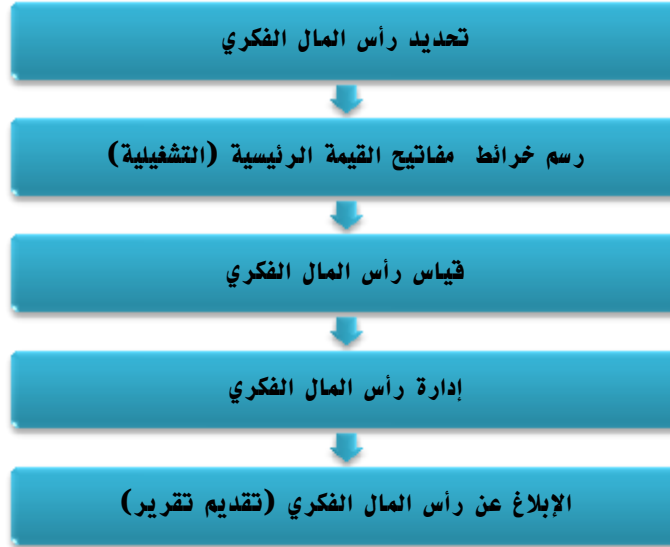 تحديد رأس المال الفكري
رسم خرائط مفاتيح القيمة الرئيسية (التشغيلية)
قياس رأس المال الفكري
إدارة رأس المال الفكري
الإبلاغ عن رأس المال الفكري (تقديم تقرير)